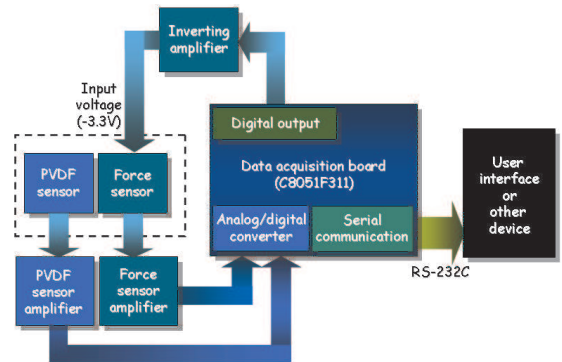 Inverting
amplifier
Input
voltage
(-3.3V)
Digital output
Data acquisition board
(C8051F311)
Analog/digital
converter
Serial
communication
User
interface
or
other
device
RS-232C
PVDF
sensor
Force
sensor
PVDF
sensor
amplifier
Force
sensor
amplifier